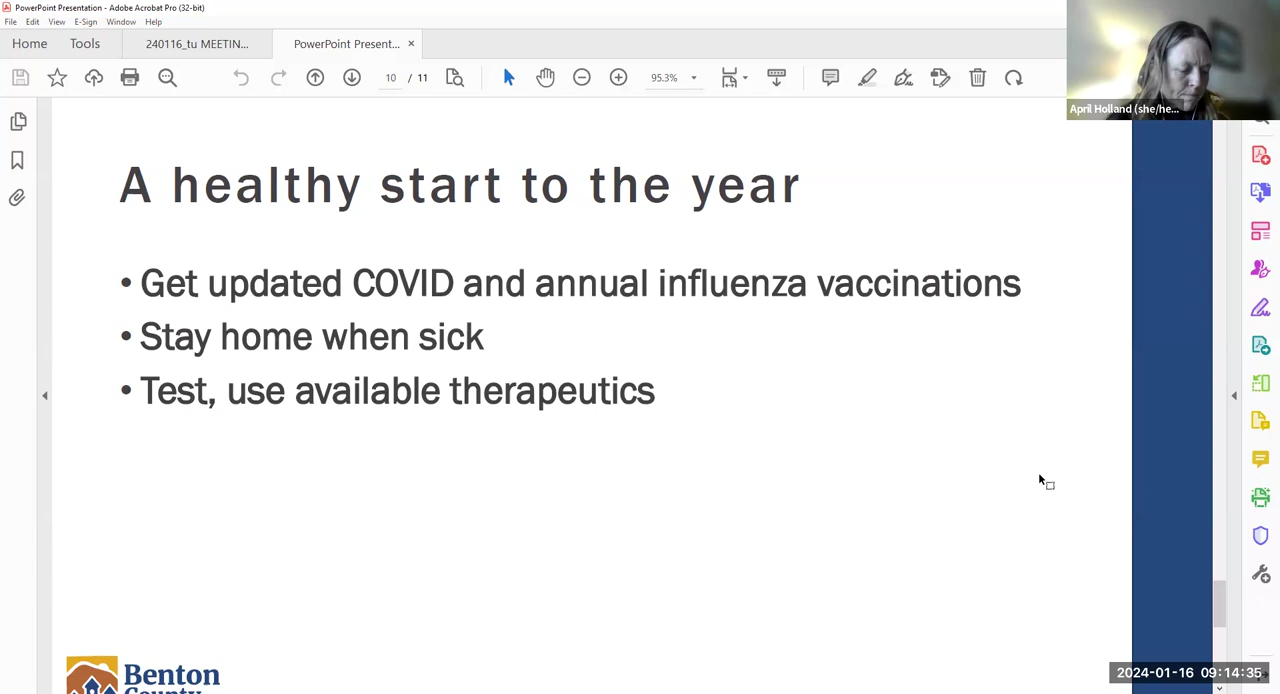 PowerPoint Presentation - Adobe Acrobat Pro (32-bit)
File Edit View E-Sign Window Help
Home Tools 240116_tu MEETIN... PowerPoint Present... ×
10 / 11 95.3%
April Holland (she/he...
A healthy start to the year
• Get updated COVID and annual influenza vaccinations
• Stay home when sick
• Test, use available therapeutics
Benton
County
2024-01-16 09:14:35